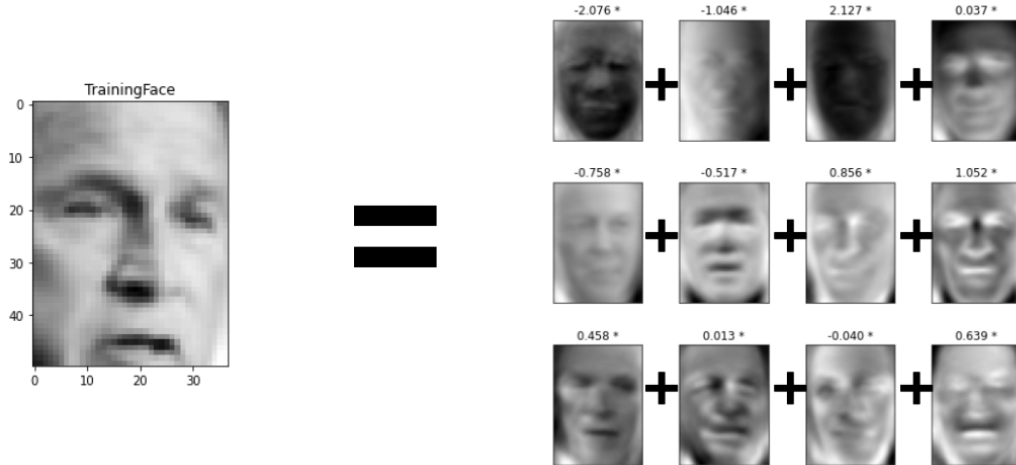 TrainingFace
0
10
20
30
40
0 10 20 30
-2.076 * -1.046 * 2.127 * 0.037 *
+ + +
-0.758 * -0.517 * 0.856 * 1.052 *
+ + +
0.458 * 0.013 * -0.040 * 0.639 *
+ + +
=